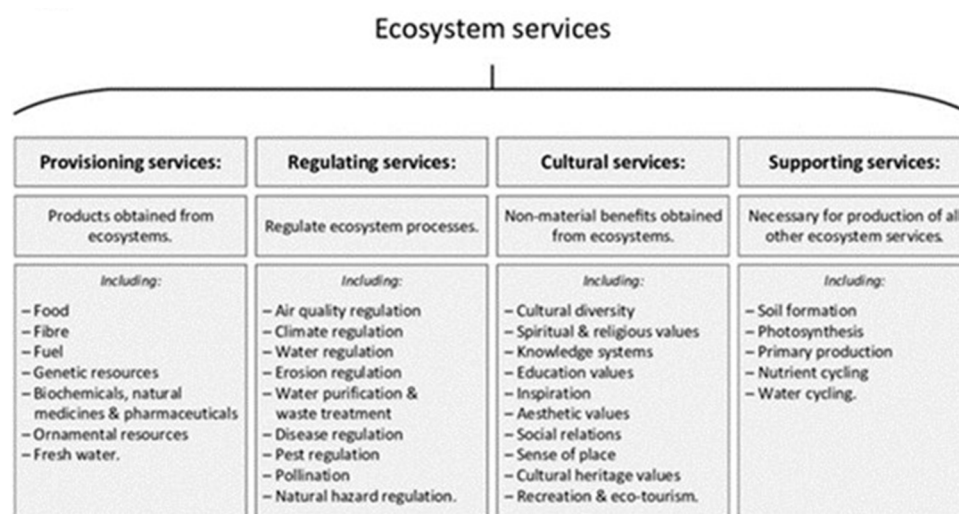 Ecosystem services
Provisioning services:
Products obtained from
ecosystems.
Including:
– Food
– Fibre
– Fuel
– Genetic resources
– Biochemicals, natural
medicines & pharmaceuticals
– Ornamental resources
– Fresh water.
Regulating services:
Regulate ecosystem processes.
Including:
– Air quality regulation
– Climate regulation
– Water regulation
– Erosion regulation
– Water purification &
waste treatment
– Disease regulation
– Pest regulation
– Pollination
– Natural hazard regulation.
Cultural services:
Non-material benefits obtained
from ecosystems.
Including:
– Cultural diversity
– Spiritual & religious values
– Knowledge systems
– Education values
– Inspiration
– Aesthetic values
– Social relations
– Sense of place
– Cultural heritage values
– Recreation & eco-tourism.
Supporting services:
Necessary for production of all
other ecosystem services.
Including:
– Soil formation
– Photosynthesis
– Primary production
– Nutrient cycling
– Water cycling.